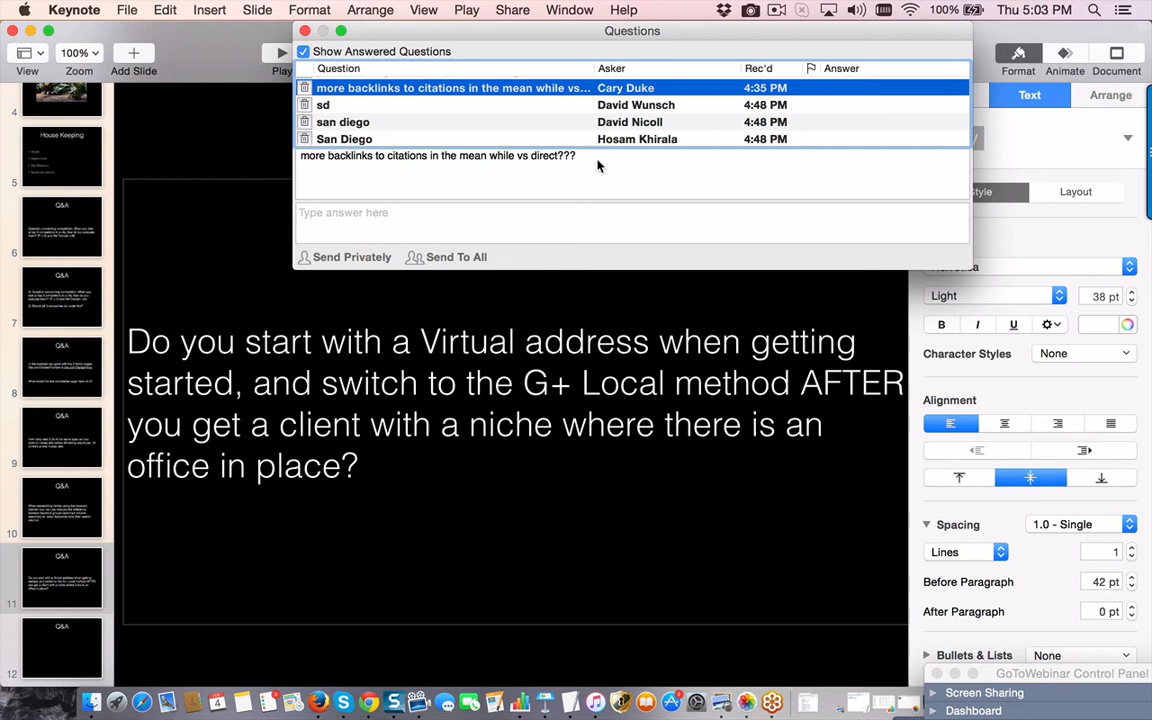 Keynote File Edit Insert Slide Format Arrange View Play Share Window Help 100% Thu 5:03 PM
Questions
100%
View Zoom Add Slide Play Format Animate Document
Show Answered Questions
Question Asker Rec'd Answer
more backlinks to citations in the mean while vs... Cary Duke 4:35 PM
sd David Wunsch 4:48 PM
san diego David Nicoll 4:48 PM
San Diego Hosam Khirala 4:48 PM
more backlinks to citations in the mean while vs direct???
Type answer here
Send Privately Send To All
Text Arrange
Layout
Light 38 pt
B I U
Character Styles None
Alignment
Spacing 1.0 - Single
Lines 1
Before Paragraph 42 pt
After Paragraph 0 pt
Bullets & Lists None
GoToWebinar Control Panel
Screen Sharing
Dashboard
4
House Keeping
5
Q&A
6
Q&A
7
Q&A
8
Q&A
9
Q&A
10
Q&A
11
Q&A
12
Do you start with a Virtual address when getting
started, and switch to the G+ Local method AFTER
you get a client with a niche where there is an
office in place?